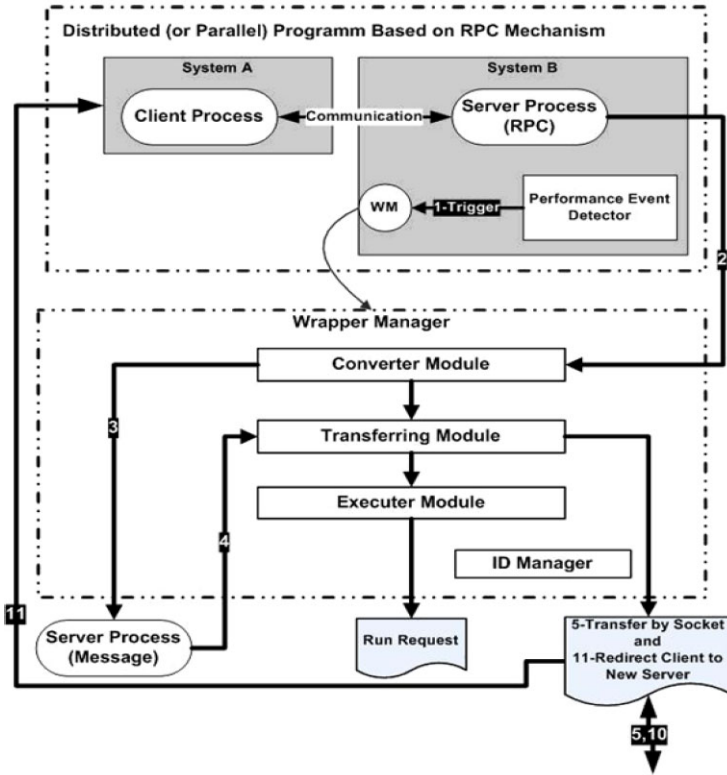 Distributed (or Parallel) Programm Based on RPC Mechanism
System A
System B
Client Process
Communication
Server Process
(RPC)
WM
1-Trigger
Performance Event
Detector
2
Wrapper Manager
Converter Module
3
Transferring Module
4
Executer Module
ID Manager
11
Server Process
(Message)
Run Request
5-Transfer by Socket
and
11-Redirect Client to
New Server
5,10